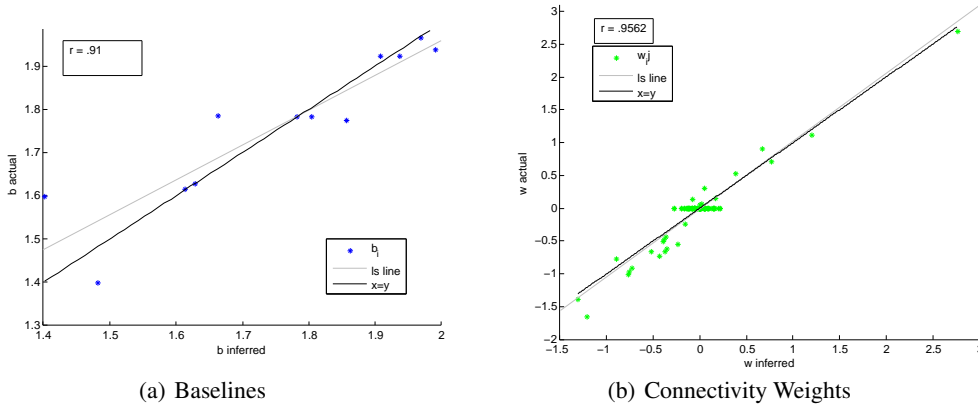 r = .91
b actual
1.9
1.8
1.7
1.6
1.5
1.4
1.3
1.4 1.5 1.6 1.7 1.8 1.9 2
b inferred
b_i
ls line
x=y
(a) Baselines
r = .9562
w_ij
ls line
x=y
w actual
3
2.5
2
1.5
1
0.5
0
−0.5
−1
−1.5
−2
−1.5 −1 −0.5 0 0.5 1 1.5 2 2.5 3
w inferred
(b) Connectivity Weights